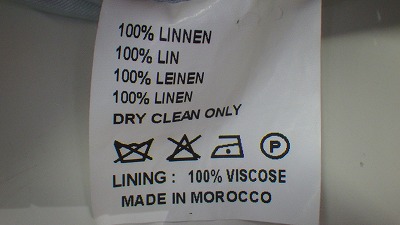 100% LINNEN
100% LIN
100% LEINEN
100% LINEN
DRY CLEAN ONLY
P
LINING : 100% VISCOSE
MADE IN MOROCCO